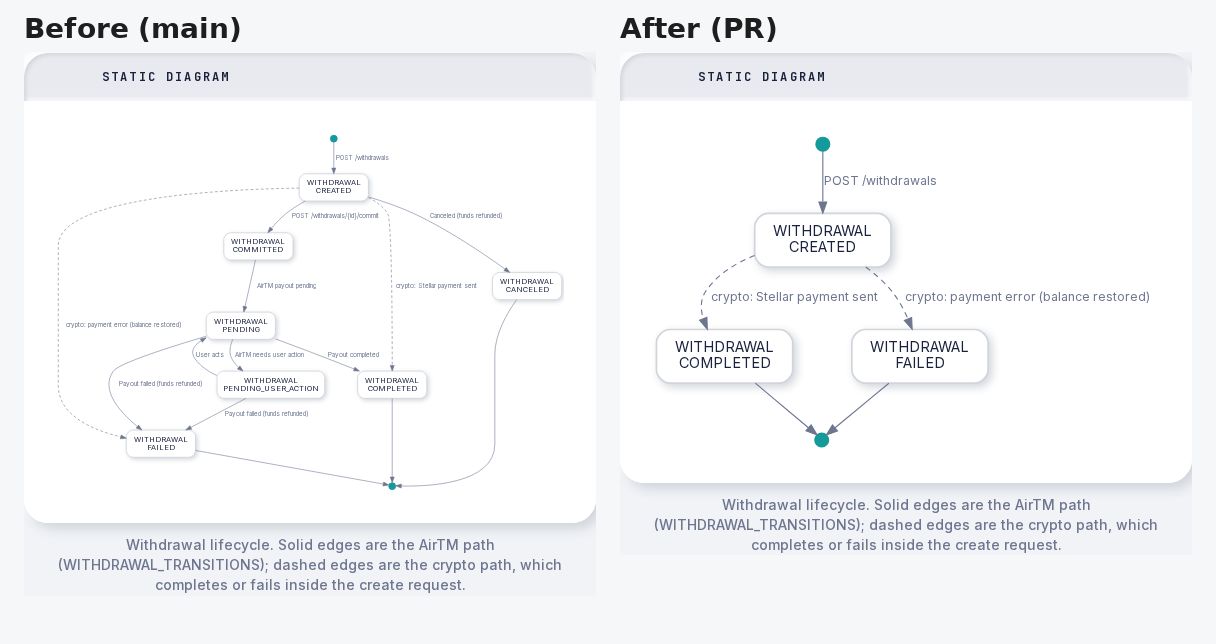 Before (main)
STATIC DIAGRAM
POST /withdrawals
WITHDRAWAL
CREATED
POST /withdrawals/{id}/commit
Canceled (funds refunded)
WITHDRAWAL
COMMITTED
AirTM payout pending
crypto: Stellar payment sent
WITHDRAWAL
CANCELED
crypto: payment error (balance restored)
WITHDRAWAL
PENDING
User acts
AirTM needs user action
Payout completed
Payout failed (funds refunded)
WITHDRAWAL
PENDING_USER_ACTION
WITHDRAWAL
COMPLETED
Payout failed (funds refunded)
WITHDRAWAL
FAILED
Withdrawal lifecycle. Solid edges are the AirTM path
(WITHDRAWAL_TRANSITIONS); dashed edges are the crypto path, which
completes or fails inside the create request.
After (PR)
STATIC DIAGRAM
POST /withdrawals
WITHDRAWAL
CREATED
crypto: Stellar payment sent
crypto: payment error (balance restored)
WITHDRAWAL
COMPLETED
WITHDRAWAL
FAILED
Withdrawal lifecycle. Solid edges are the AirTM path
(WITHDRAWAL_TRANSITIONS); dashed edges are the crypto path, which
completes or fails inside the create request.